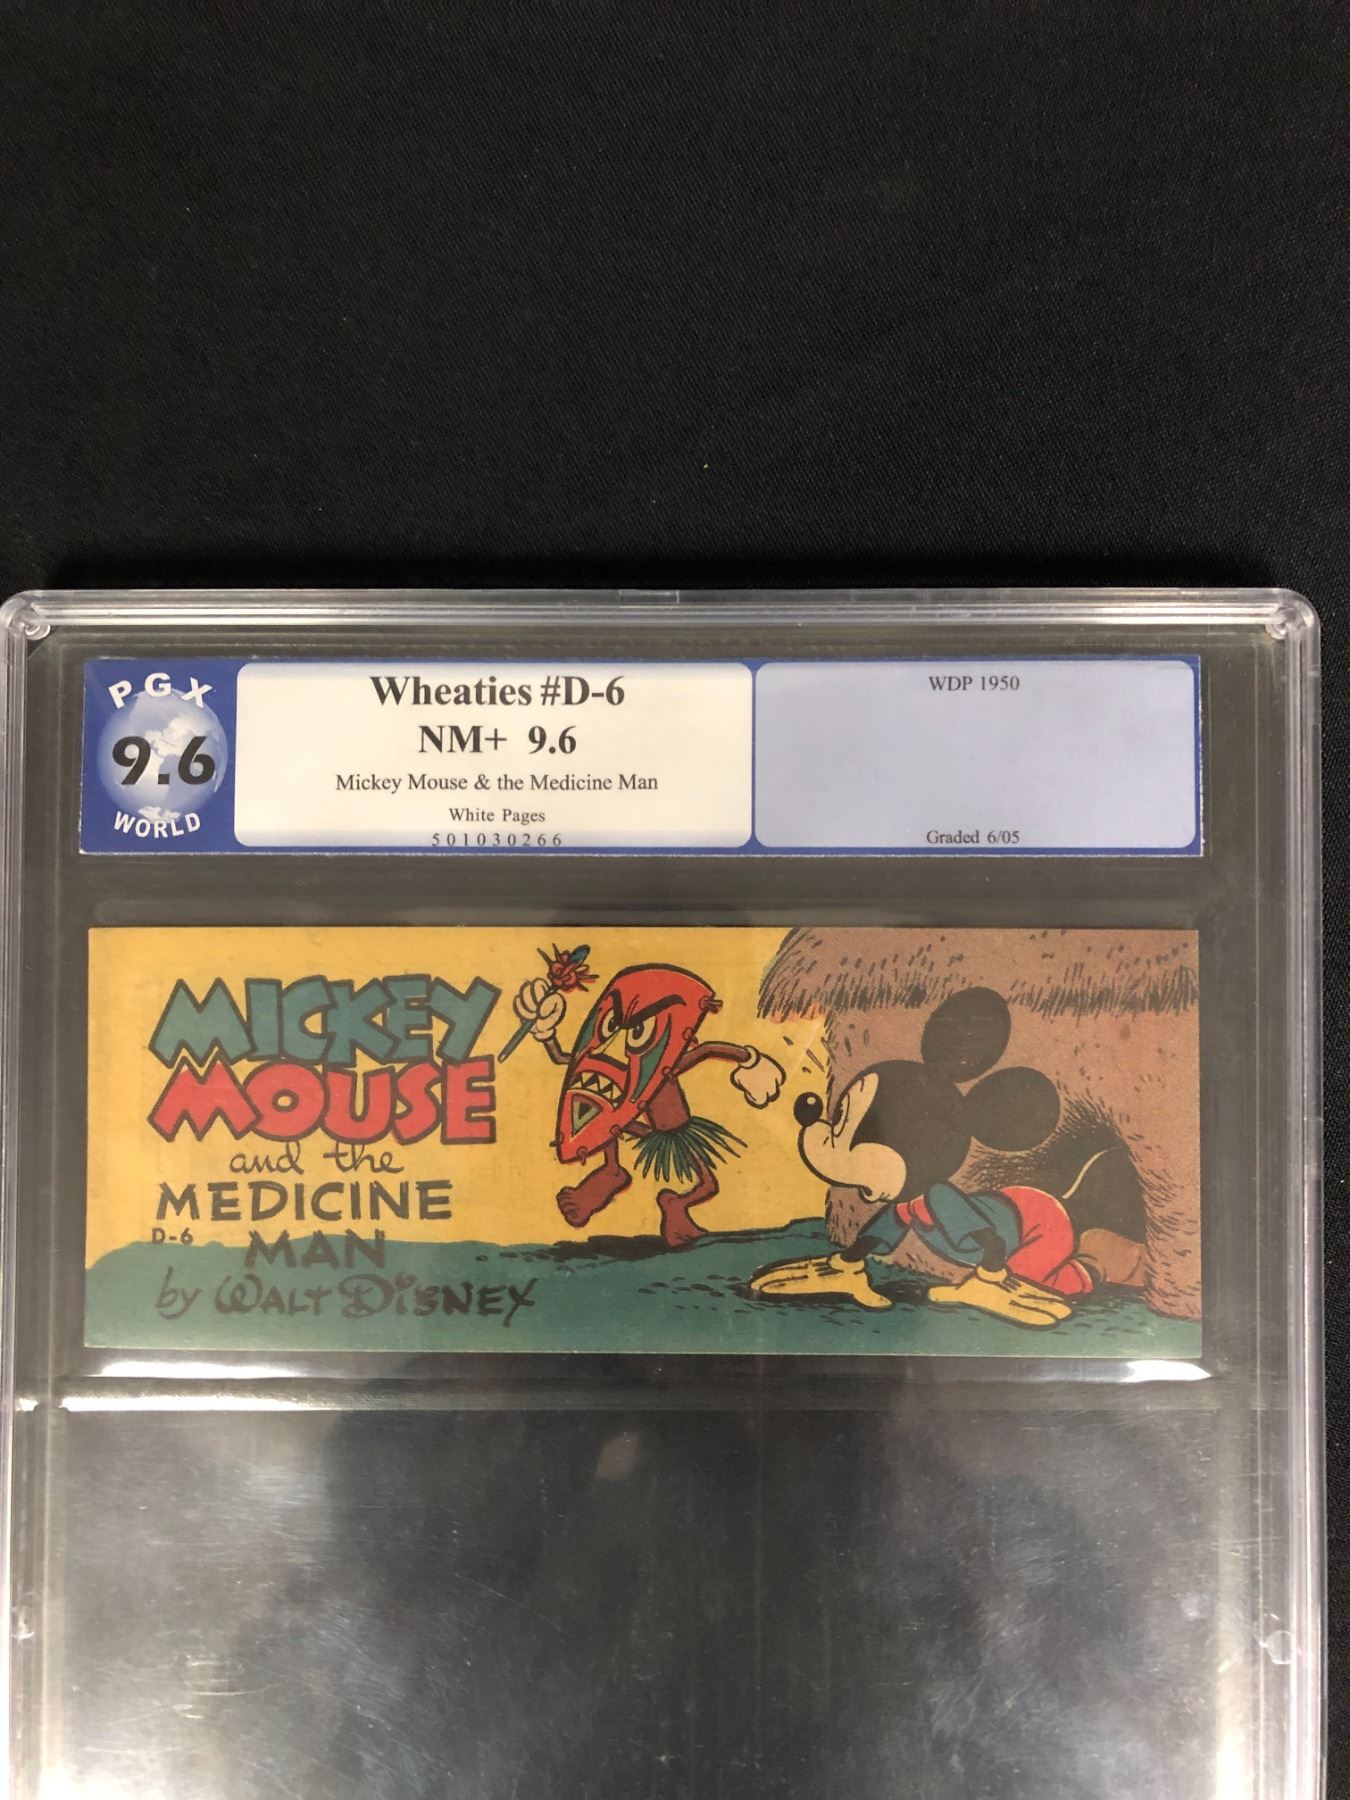 PGX
9.6
WORLD
Wheaties #D-6
NM+ 9.6
Mickey Mouse & the Medicine Man
White Pages
501030266
WDP 1950
Graded 6/05
MICKEY
MOUSE
and the
MEDICINE
D-6 MAN
by WALT DISNEY